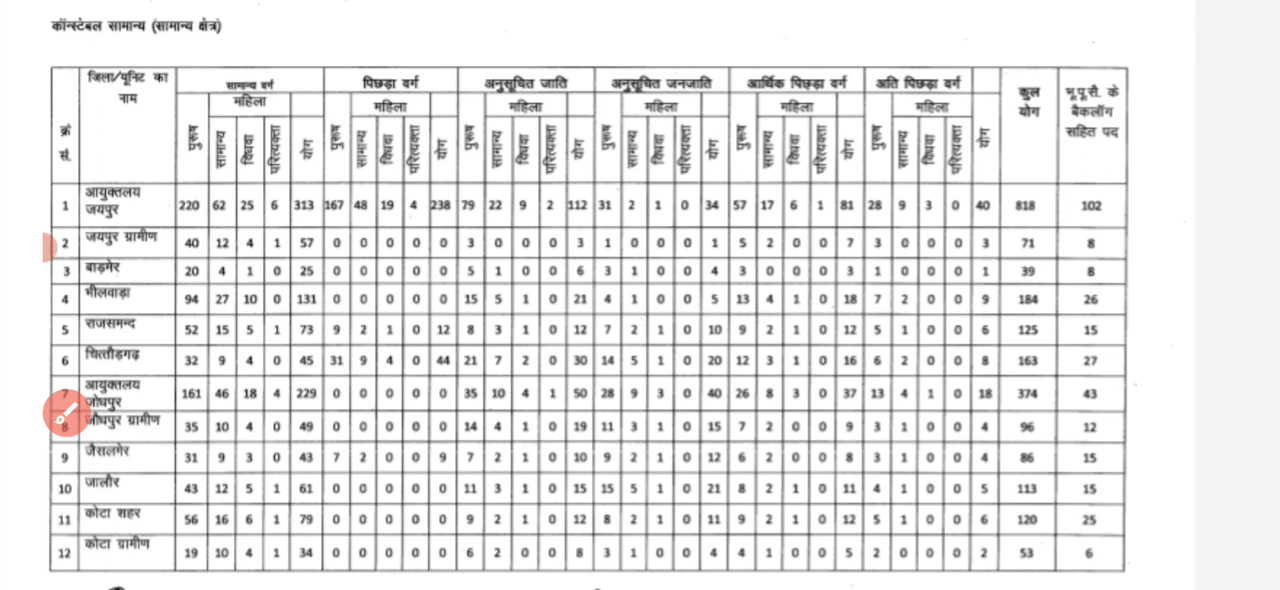 कॉन्स्टेबल सामान्य (सामान्य क्षेत्र)
क्रं सं. जिला/यूनिट का नाम सामान्य वर्ग पिछड़ा वर्ग अनुसूचित जाति अनुसूचित जनजाति आर्थिक पिछड़ा वर्ग अति पिछड़ा वर्ग कुल योग भू.पू.सै. के बैकलॉग सहित पद
महिला महिला महिला महिला महिला महिला
पुरूष सामान्य विधवा परित्यक्ता योग पुरूष सामान्य विधवा परित्यक्ता योग पुरूष सामान्य विधवा परित्यक्ता योग पुरूष सामान्य विधवा परित्यक्ता योग पुरूष सामान्य विधवा परित्यक्ता योग पुरूष सामान्य विधवा परित्यक्ता योग
1 आयुक्तलय जयपुर 220 62 25 6 313 167 48 19 4 238 79 22 9 2 112 31 2 1 0 34 57 17 6 1 81 28 9 3 0 40 818 102
2 जयपुर ग्रामीण 40 12 4 1 57 0 0 0 0 0 3 0 0 0 3 1 0 0 0 1 5 2 0 0 7 3 0 0 0 3 71 8
3 बाड़मेर 20 4 1 0 25 0 0 0 0 0 5 1 0 0 6 3 1 0 0 4 3 0 0 0 3 1 0 0 0 1 39 8
4 भीलवाड़ा 94 27 10 0 131 0 0 0 0 0 15 5 1 0 21 4 1 0 0 5 13 4 1 0 18 7 2 0 0 9 184 26
5 राजसमन्द 52 15 5 1 73 9 2 1 0 12 8 3 1 0 12 7 2 1 0 10 9 2 1 0 12 5 1 0 0 6 125 15
6 चित्तौड़गढ़ 32 9 4 0 45 31 9 4 0 44 21 7 2 0 30 14 5 1 0 20 12 3 1 0 16 6 2 0 0 8 163 27
7 आयुक्तलय जोधपुर 161 46 18 4 229 0 0 0 0 0 35 10 4 1 50 28 9 3 0 40 26 8 3 0 37 13 4 1 0 18 374 43
8 जौधपुर ग्रामीण 35 10 4 0 49 0 0 0 0 0 14 4 1 0 19 11 3 1 0 15 7 2 0 0 9 3 1 0 0 4 96 12
9 जैसलमेर 31 9 3 0 43 7 2 0 0 9 7 2 1 0 10 9 2 1 0 12 6 2 0 0 8 3 1 0 0 4 86 15
10 जालौर 43 12 5 1 61 0 0 0 0 0 11 3 1 0 15 15 5 1 0 21 8 2 1 0 11 4 1 0 0 5 113 15
11 कोटा शहर 56 16 6 1 79 0 0 0 0 0 9 2 1 0 12 8 2 1 0 11 9 2 1 0 12 5 1 0 0 6 120 25
12 कोटा ग्रामीण 19 10 4 1 34 0 0 0 0 0 6 2 0 0 8 3 1 0 0 4 4 1 0 0 5 2 0 0 0 2 53 6